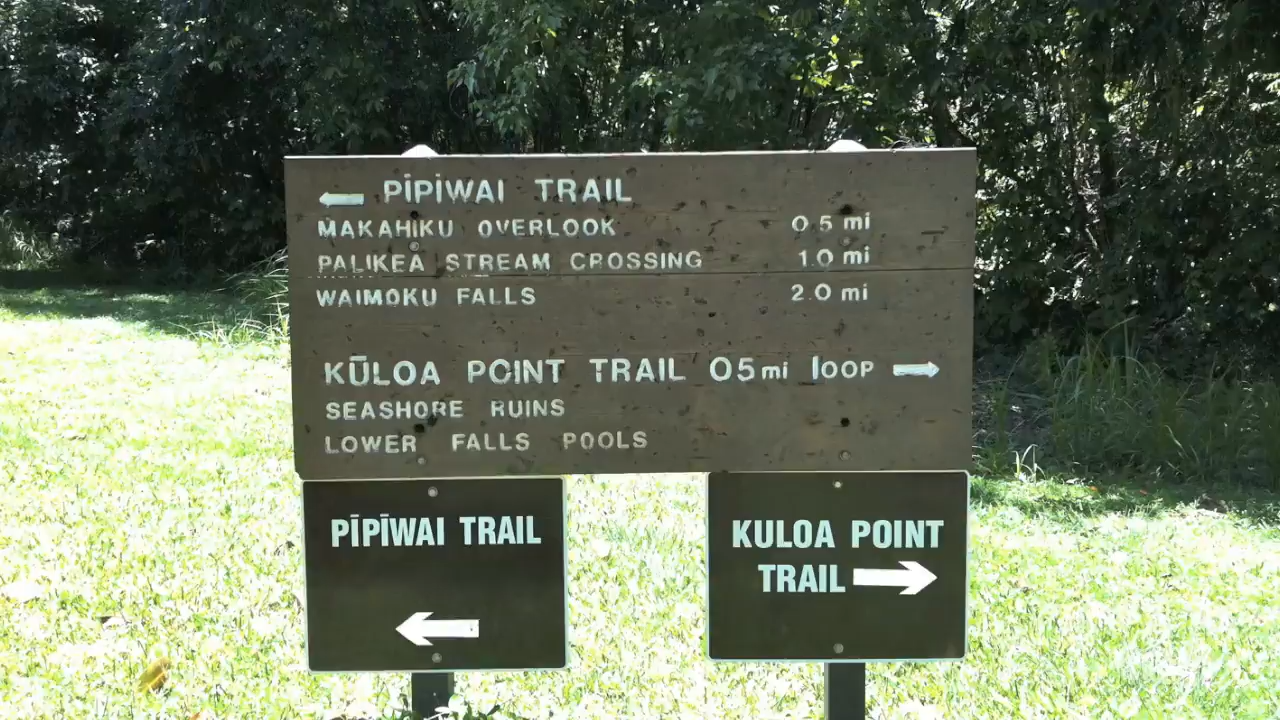 PĪPĪWAI TRAIL
MAKAHIKU OVERLOOK 0.5 mi
PALIKEA STREAM CROSSING 1.0 mi
WAIMOKU FALLS 2.0 mi
KŪLOA POINT TRAIL 05 mi loop
SEASHORE RUINS
LOWER FALLS POOLS
PĪPĪWAI TRAIL
KULOA POINT
TRAIL